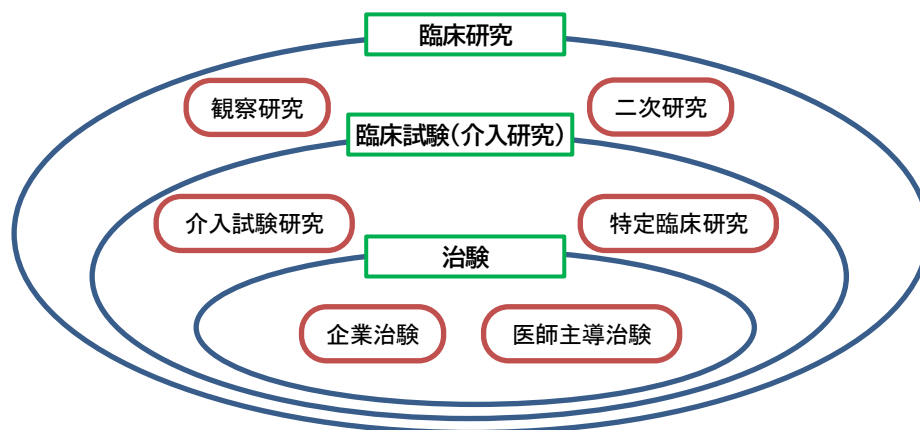 臨床研究
観察研究
二次研究
臨床試験(介入研究)
介入試験研究
特定臨床研究
治験
企業治験
医師主導治験